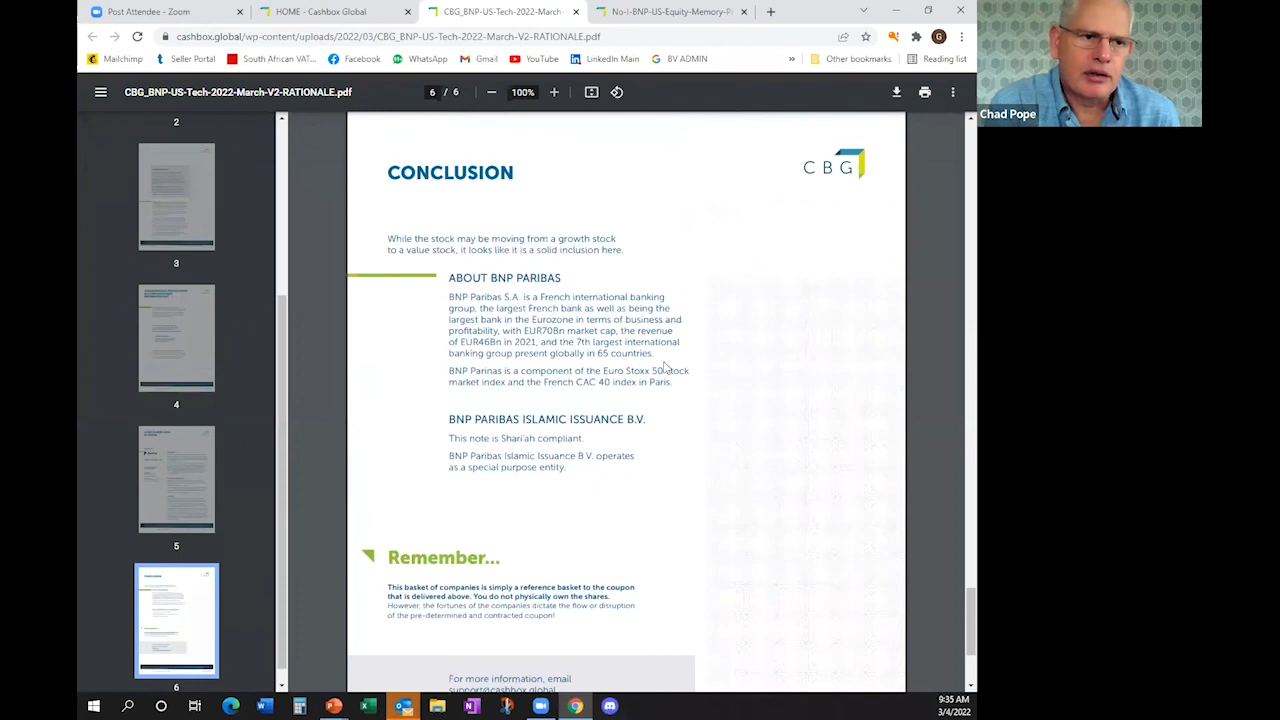 Post Attendee - Zoom
HOME - Cashbox Global
CBG_BNP-US-Tech-2022-March-
No-I-BNP-US-Equity-Memory-Pr
cashbox.global/wp-content/uploads/2022/03/CBG_BNP-US-Tech-2022-March-V2-RATIONALE.pdf
G
Mailchimp
Seller Portal
South African VAT...
Facebook
WhatsApp
Gmail
YouTube
LinkedIn Main
BV ADMIN
»
Other bookmarks
Reading list
CBG_BNP-US-Tech-2022-March-V2-RATIONALE.pdf
6 / 6
100%
Chad Pope
2
3
4
5
6
CONCLUSION
CBG
While the stock may be moving from a growth stock
to a value stock, it looks like it is a solid inclusion here.
ABOUT BNP PARIBAS
BNP Paribas S.A. is a French international banking
group, the largest French bank as well as being the
largest bank in the Eurozone in terms of business and
profitability, with EUR70Bn market cap, the revenue
of EUR46Bn in 2021, and the 7th largest international
banking group present globally in 65 countries.
BNP Parinas is a component of the Euro Stoxx 50 stock
market index and the French CAC 40 index in Paris.
BNP PARIBAS ISLAMIC ISSUANCE B.V.
This note is Shari'ah compliant.
BNP Paribas Islamic Issuance B.V. operates
as a special purpose entity.
Remember...
This basket of companies is simply a reference basket to the coupon
that is delivered above. You do not physically own the shares.
However, the fortunes of the companies dictate the flow or disruption
of the pre-determined and contracted coupon!
For more information, email
support@cashbox.global
9:35 AM
3/4/2022